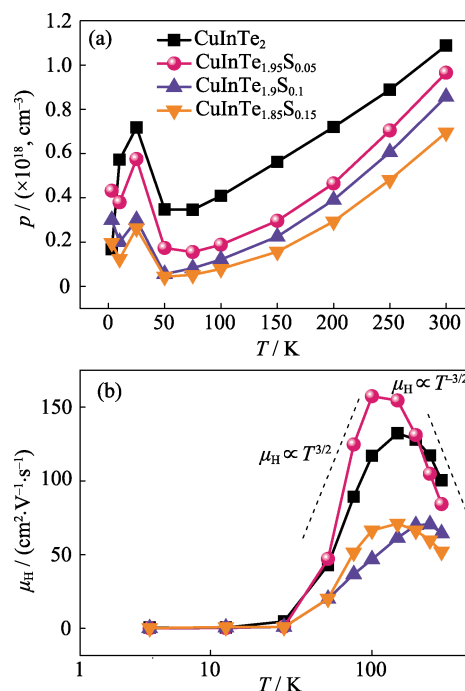 (a)
CuInTe2
CuInTe1.95S0.05
CuInTe1.9S0.1
CuInTe1.85S0.15
p / (×10^18, cm^-3)
1.2
1.0
0.8
0.6
0.4
0.2
0
0 50 100 150 200 250 300
T / K
(b)
μH ∝ T^-3/2
μH ∝ T^3/2
μH / (cm^2·V^-1·s^-1)
150
100
50
0
1 10 100
T / K